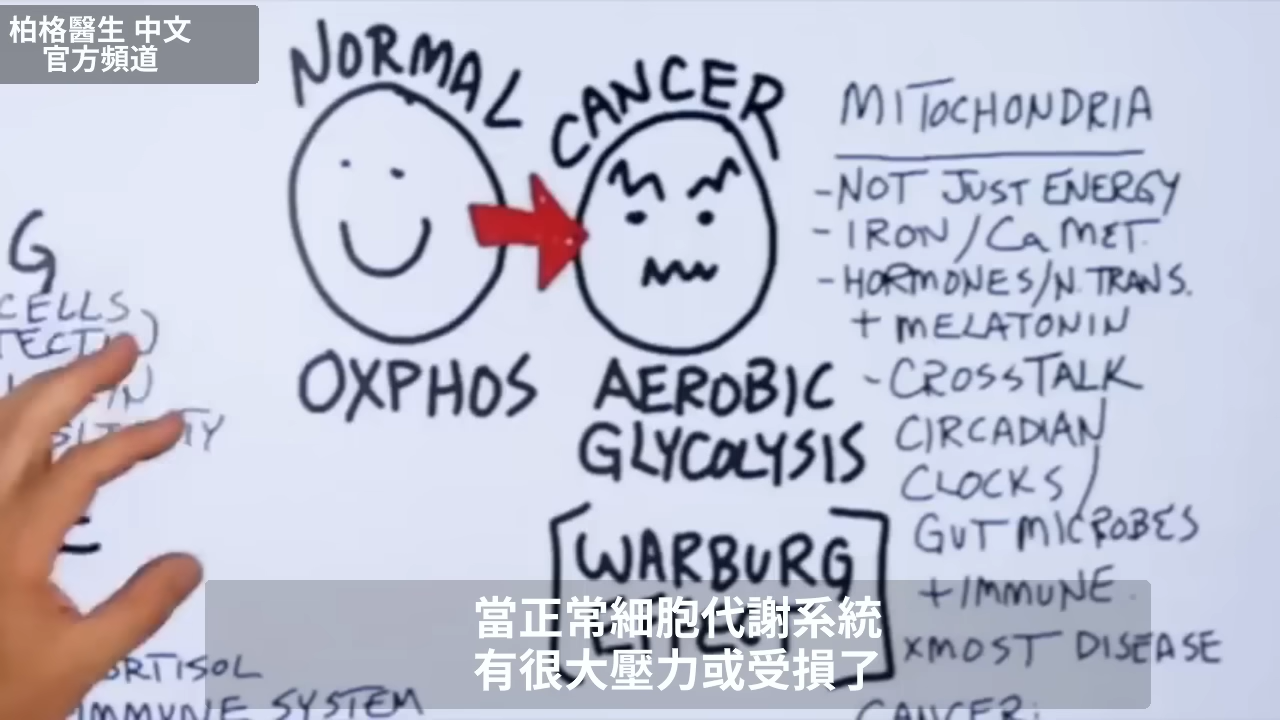 柏格醫生 中文
官方頻道
NORMAL
CANCER
OXPHOS
AEROBIC
GLYCOLYSIS
WARBURG
MITOCHONDRIA
-NOT JUST ENERGY
-IRON/Ca MET.
-HORMONES/N.TRANS.
+MELATONIN
-CROSSTALK
CIRCADIAN
CLOCKS
GUT MICROBES
+IMMUNE
xMOST DISEASE
CANCER:
G
CELLS
SYSTEM
當正常細胞代謝系統
有很大壓力或受損了